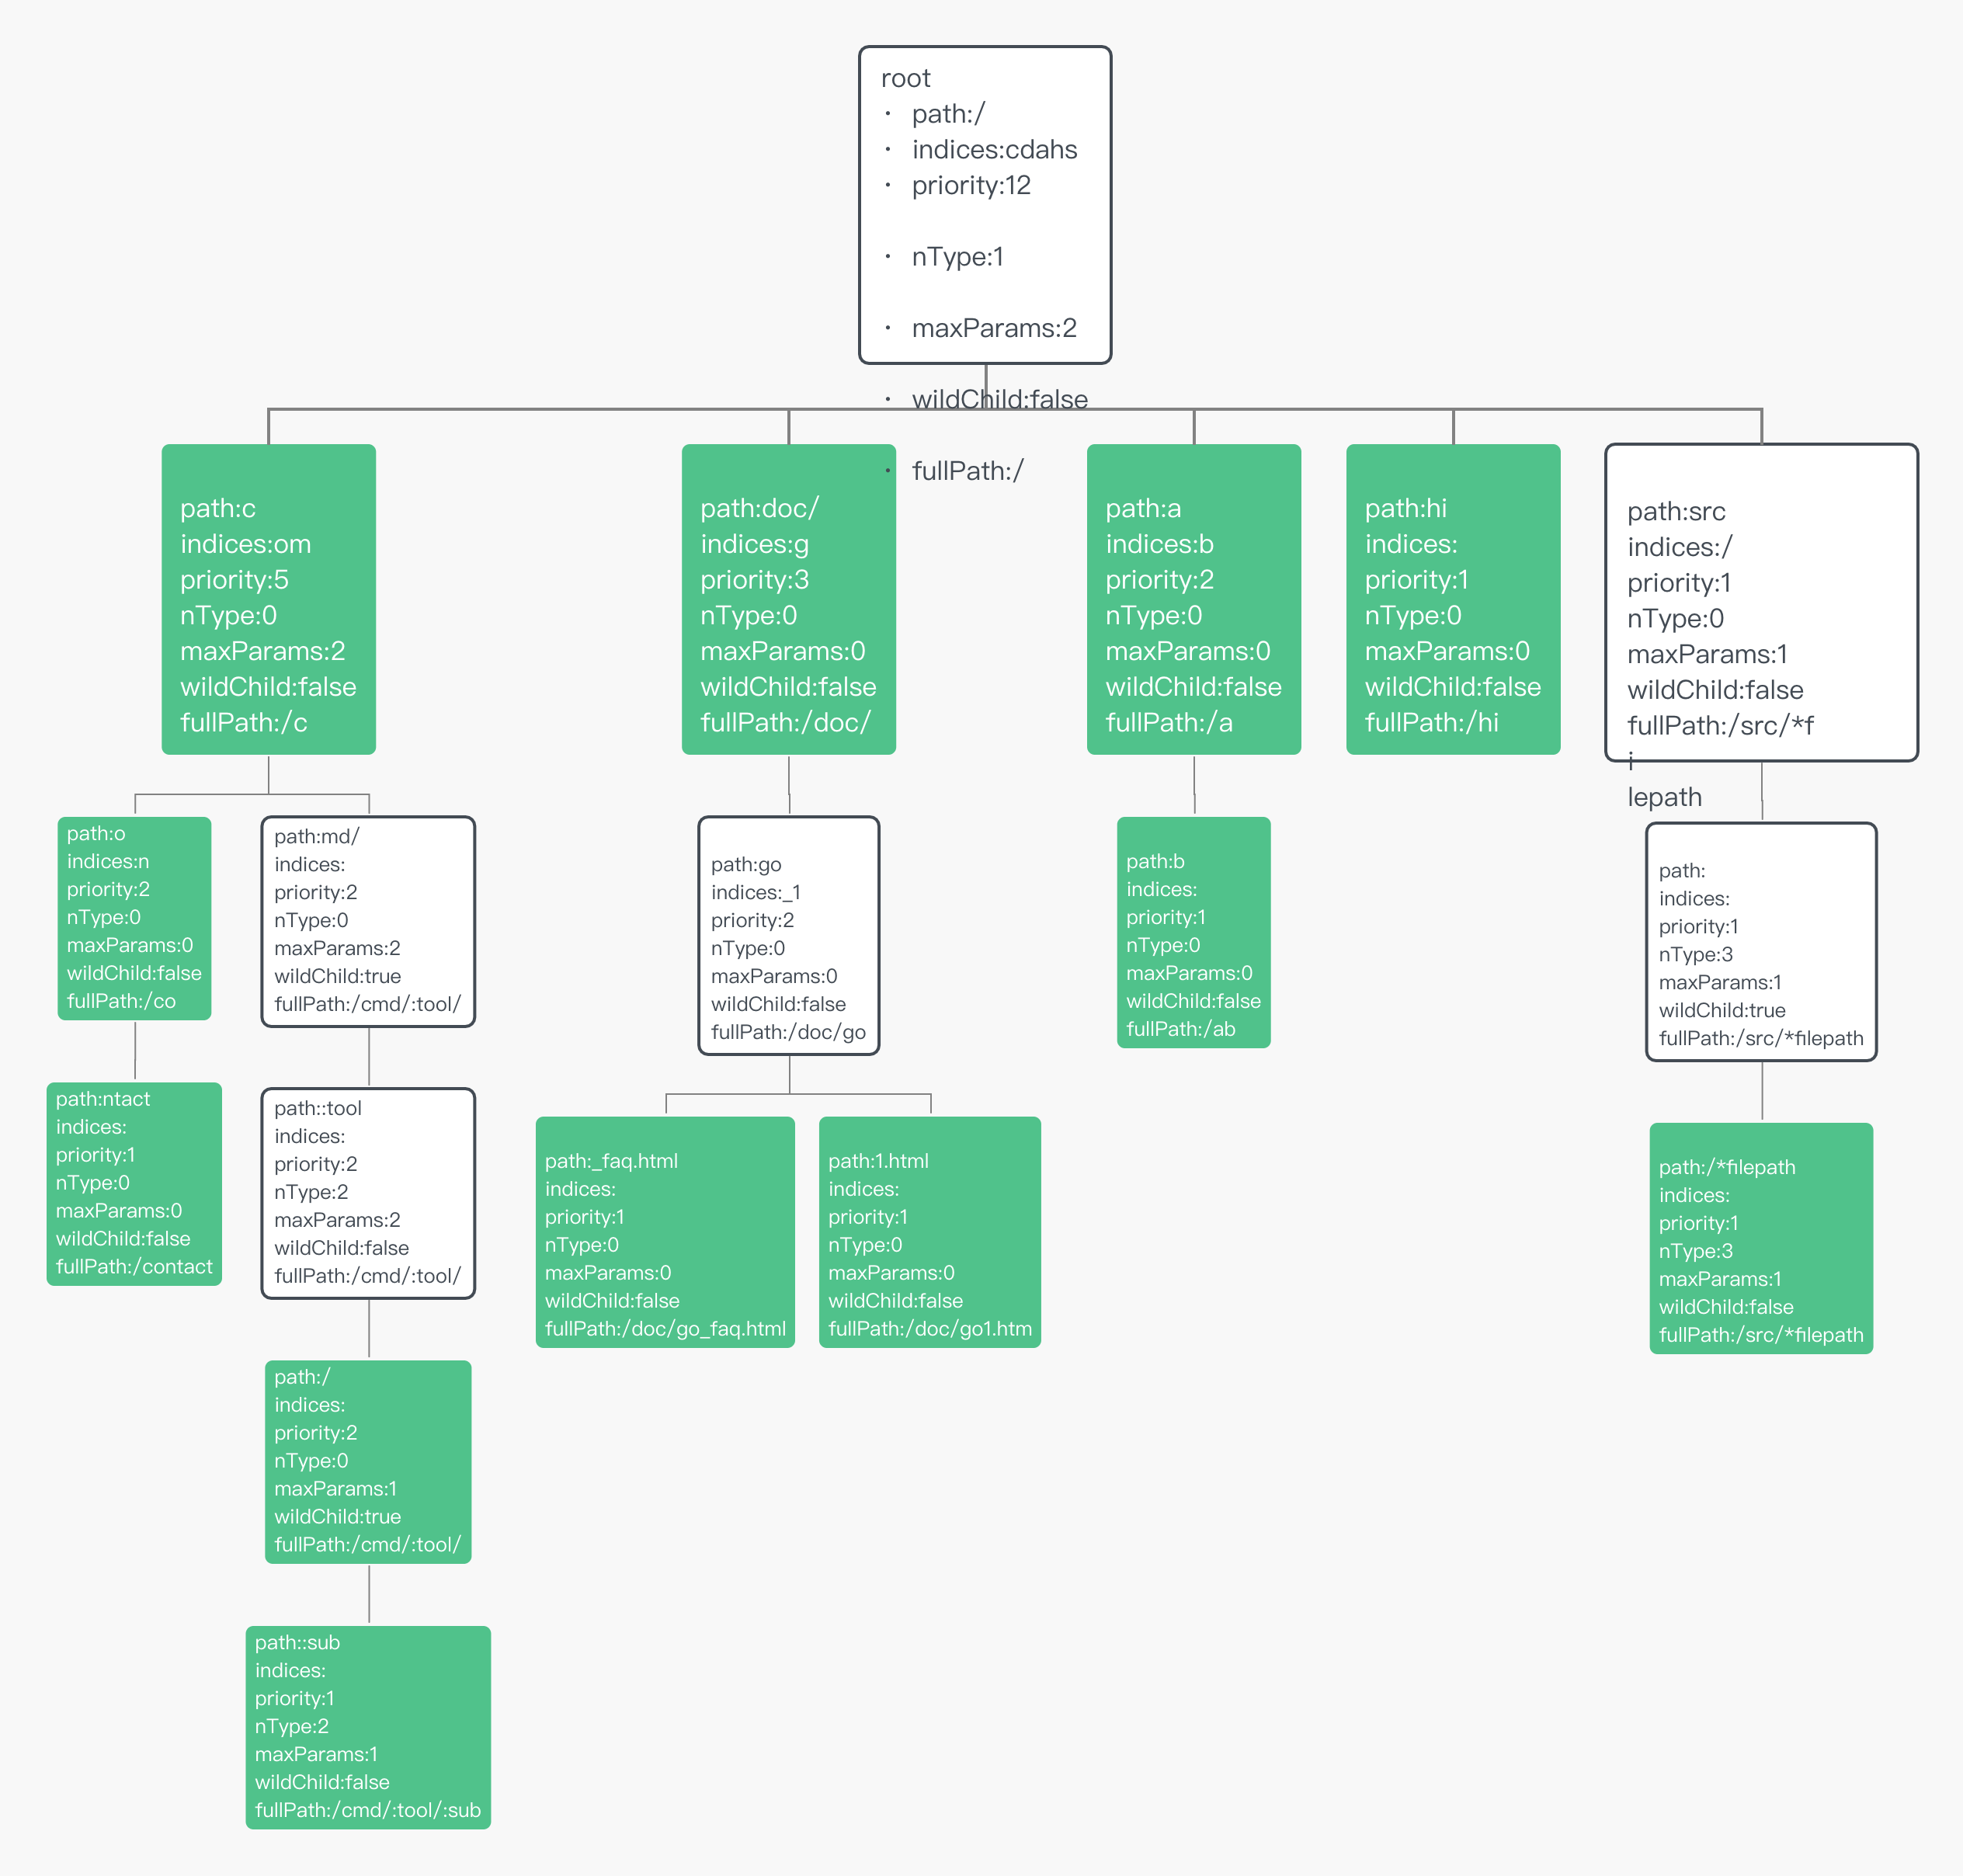 root
· path:/
· indices:cdahs
· priority:12
· nType:1
· maxParams:2
· wildChild:false
· fullPath:/
path:c
indices:om
priority:5
nType:0
maxParams:2
wildChild:false
fullPath:/c
path:doc/
indices:g
priority:3
nType:0
maxParams:0
wildChild:false
fullPath:/doc/
path:a
indices:b
priority:2
nType:0
maxParams:0
wildChild:false
fullPath:/a
path:hi
indices:
priority:1
nType:0
maxParams:0
wildChild:false
fullPath:/hi
path:src
indices:/
priority:1
nType:0
maxParams:1
wildChild:false
fullPath:/src/*f
i
lepath
path:o
indices:n
priority:2
nType:0
maxParams:0
wildChild:false
fullPath:/co
path:md/
indices:
priority:2
nType:0
maxParams:2
wildChild:true
fullPath:/cmd/:tool/
path:go
indices:_1
priority:2
nType:0
maxParams:0
wildChild:false
fullPath:/doc/go
path:b
indices:
priority:1
nType:0
maxParams:0
wildChild:false
fullPath:/ab
path:
indices:
priority:1
nType:3
maxParams:1
wildChild:true
fullPath:/src/*filepath
path:ntact
indices:
priority:1
nType:0
maxParams:0
wildChild:false
fullPath:/contact
path::tool
indices:
priority:2
nType:2
maxParams:2
wildChild:false
fullPath:/cmd/:tool/
path:_faq.html
indices:
priority:1
nType:0
maxParams:0
wildChild:false
fullPath:/doc/go_faq.html
path:1.html
indices:
priority:1
nType:0
maxParams:0
wildChild:false
fullPath:/doc/go1.htm
path:/*filepath
indices:
priority:1
nType:3
maxParams:1
wildChild:false
fullPath:/src/*filepath
path:/
indices:
priority:2
nType:0
maxParams:1
wildChild:true
fullPath:/cmd/:tool/
path::sub
indices:
priority:1
nType:2
maxParams:1
wildChild:false
fullPath:/cmd/:tool/:sub